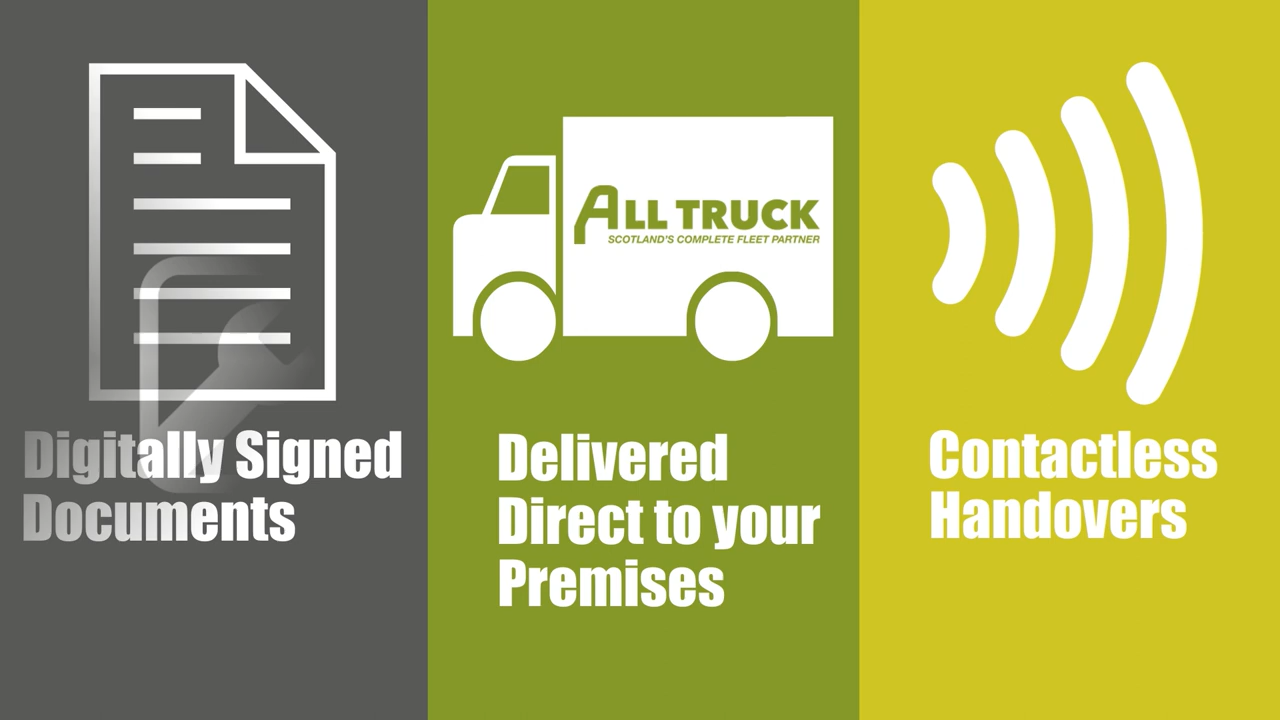 Digitally Signed
Documents
ALL TRUCK
SCOTLAND'S COMPLETE FLEET PARTNER
Delivered
Direct to your
Premises
Contactless
Handovers